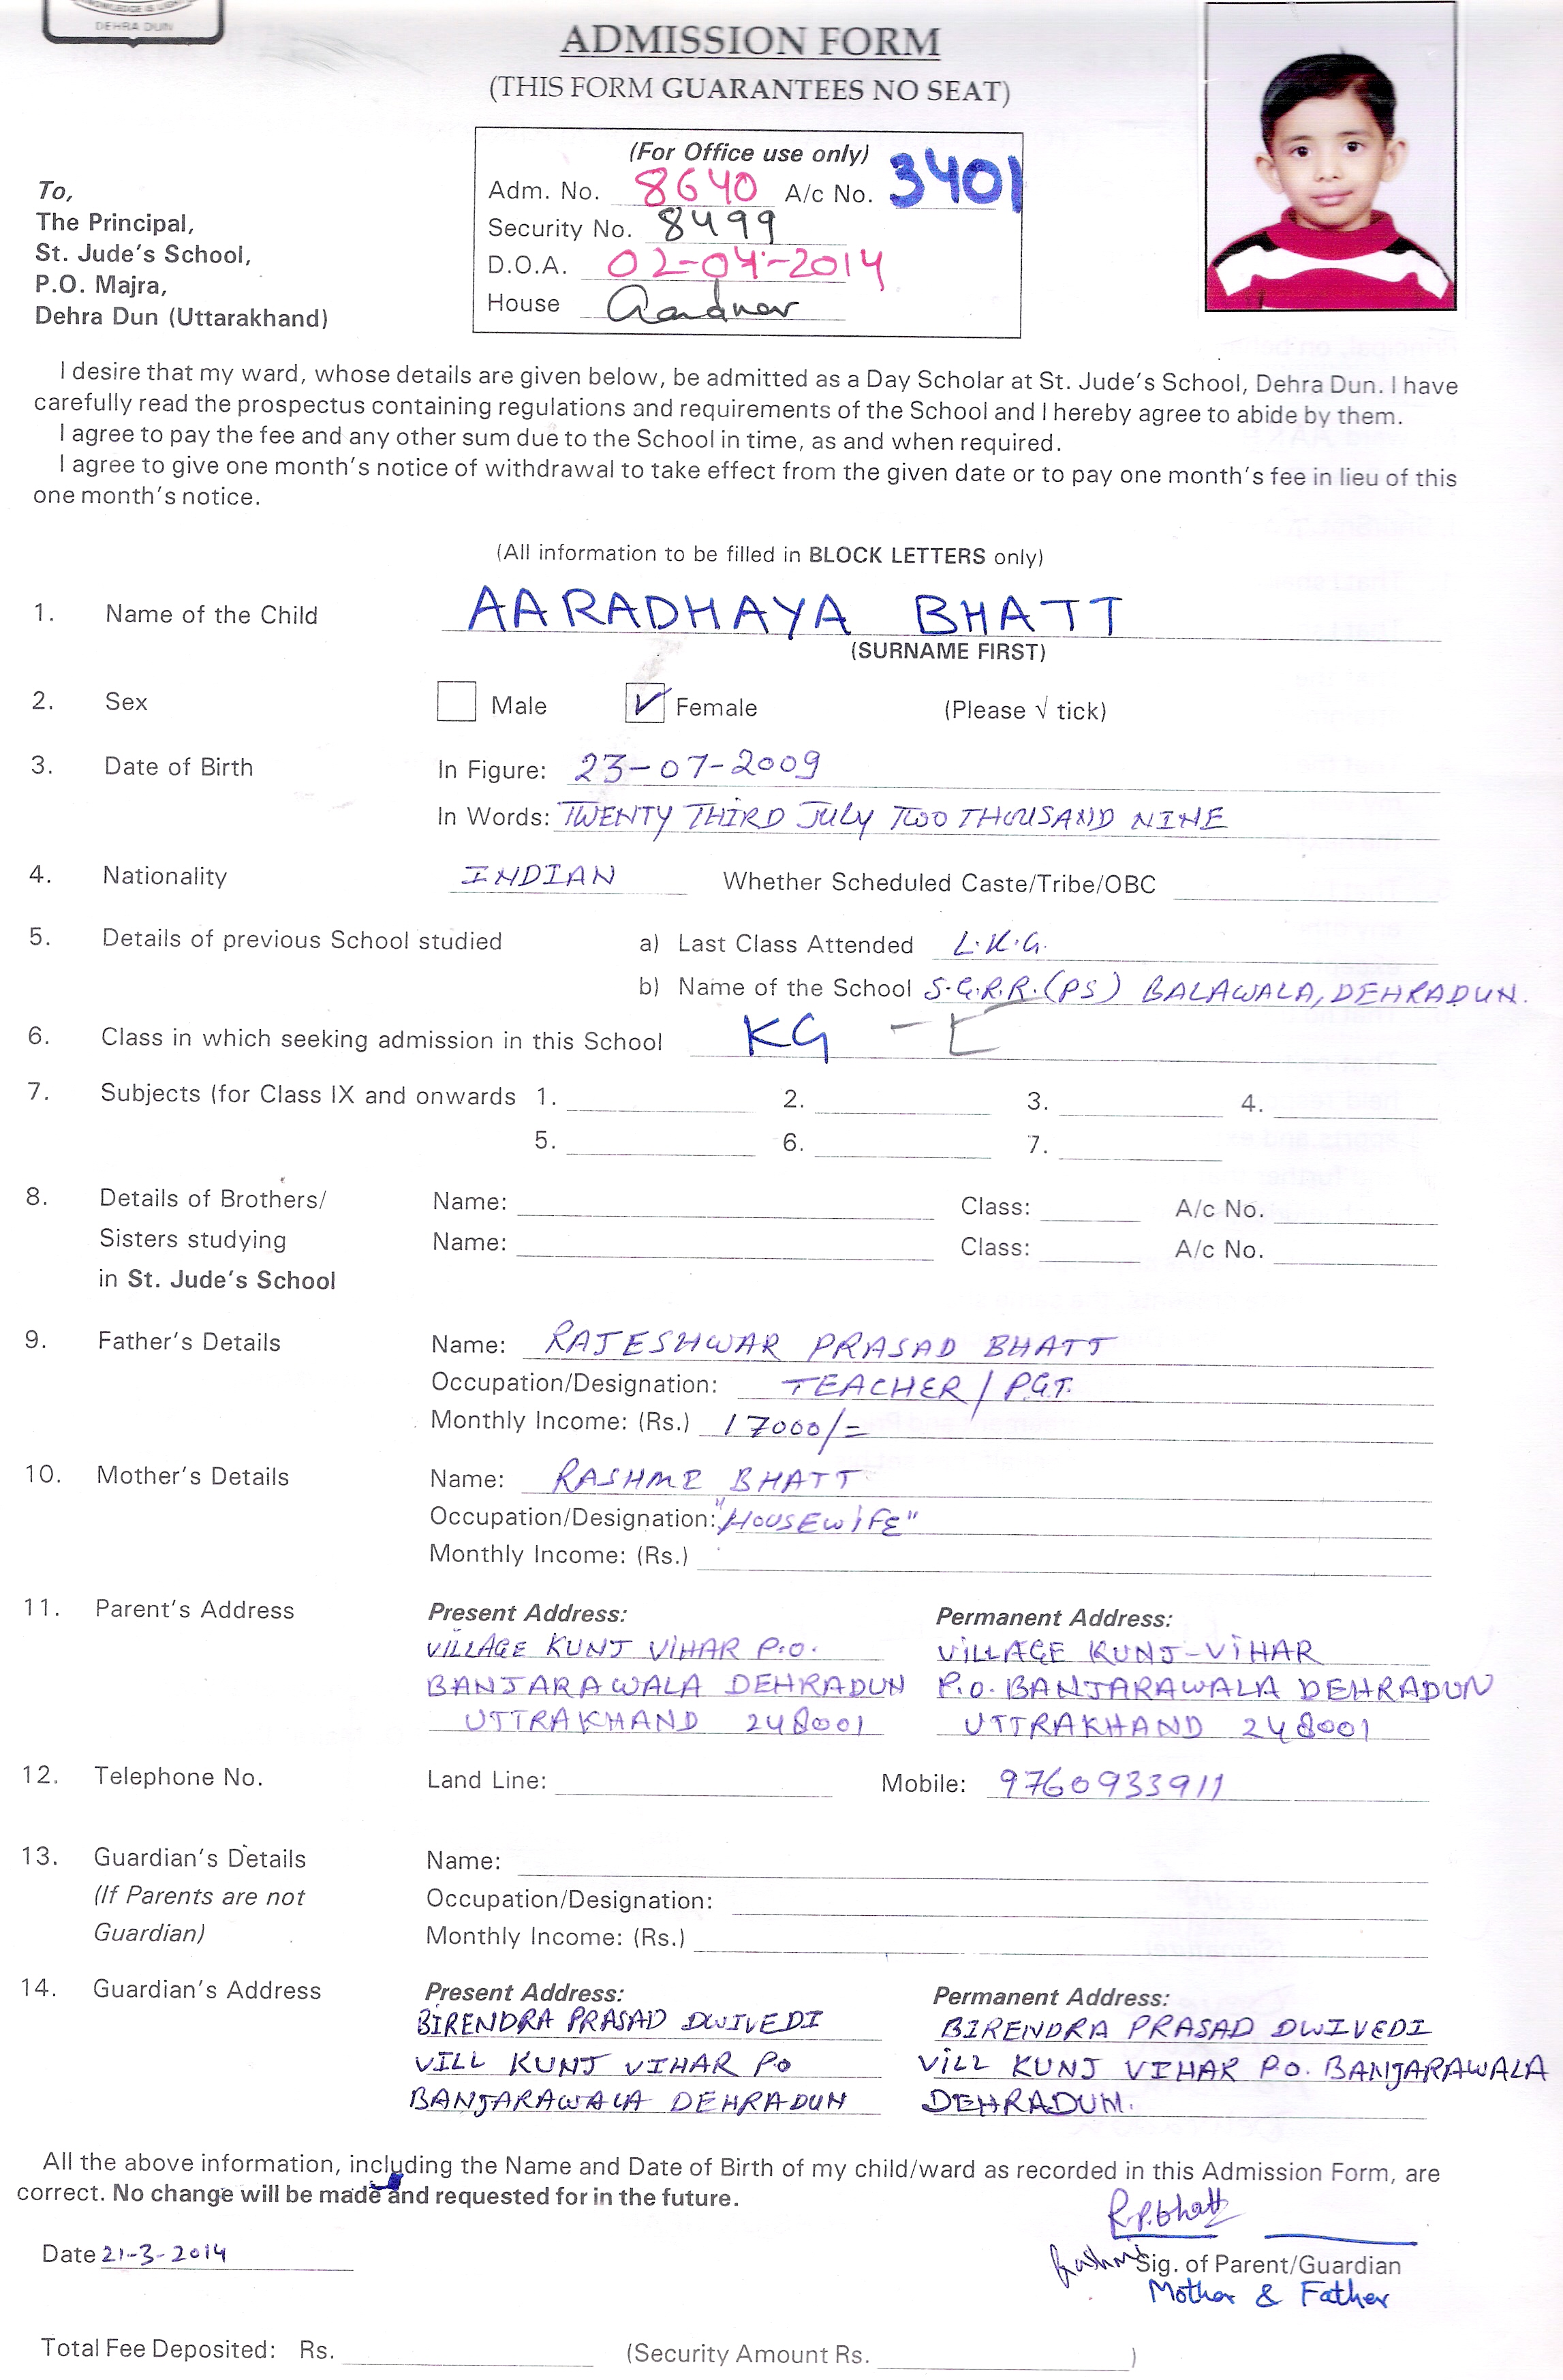 KNOWLEDGE IS LIGHT
DEHRA DUN
ADMISSION FORM
(THIS FORM GUARANTEES NO SEAT)
(For Office use only)
Adm. No. 8640 A/c No. 3401
Security No. 8499
D.O.A. 02-04-2014
House
To,
The Principal,
St. Jude's School,
P.O. Majra,
Dehra Dun (Uttarakhand)
I desire that my ward, whose details are given below, be admitted as a Day Scholar at St. Jude's School, Dehra Dun. I have
carefully read the prospectus containing regulations and requirements of the School and I hereby agree to abide by them.
I agree to pay the fee and any other sum due to the School in time, as and when required.
I agree to give one month's notice of withdrawal to take effect from the given date or to pay one month's fee in lieu of this
one month's notice.
(All information to be filled in BLOCK LETTERS only)
1. Name of the Child AARADHAYA BHATT
(SURNAME FIRST)
2. Sex Male ✓ Female (Please √ tick)
3. Date of Birth In Figure: 23-07-2009
In Words: TWENTY THIRD July TWO THOUSAND NINE
4. Nationality INDIAN Whether Scheduled Caste/Tribe/OBC
5. Details of previous School studied a) Last Class Attended L.K.G.
b) Name of the School S.G.R.R.(PS) BALAWALA, DEHRADUN.
6. Class in which seeking admission in this School KG - E
7. Subjects (for Class IX and onwards 1. 2. 3. 4.
5. 6. 7.
8. Details of Brothers/ Name: Class: A/c No.
Sisters studying Name: Class: A/c No.
in St. Jude's School
9. Father's Details Name: RAJESHWAR PRASAD BHATT
Occupation/Designation: TEACHER / P.G.T.
Monthly Income: (Rs.) 17000/=
10. Mother's Details Name: RASHMI BHATT
Occupation/Designation: "HOUSEWIFE"
Monthly Income: (Rs.)
11. Parent's Address Present Address: Permanent Address:
VILLAGE KUNJ VIHAR P.O. VILLAGE KUNJ-VIHAR
BANJARAWALA DEHRADUN P.O. BANJARAWALA DEHRADUN
UTTRAKHAND 248001 UTTRAKHAND 248001
12. Telephone No. Land Line: Mobile: 9760933911
13. Guardian's Details Name:
(If Parents are not Occupation/Designation:
Guardian) Monthly Income: (Rs.)
14. Guardian's Address Present Address: Permanent Address:
BIRENDRA PRASAD DWIVEDI BIRENDRA PRASAD DWIVEDI
VILL KUNJ VIHAR PO VILL KUNJ VIHAR P.O. BANJARAWALA
BANJARAWALA DEHRADUN DEHRADUN.
All the above information, including the Name and Date of Birth of my child/ward as recorded in this Admission Form, are
correct. No change will be made and requested for in the future.
R.P. Bhatt
Date 21-3-2014
Rashmi Sig. of Parent/Guardian
Mother & Father
Total Fee Deposited: Rs. (Security Amount Rs. )